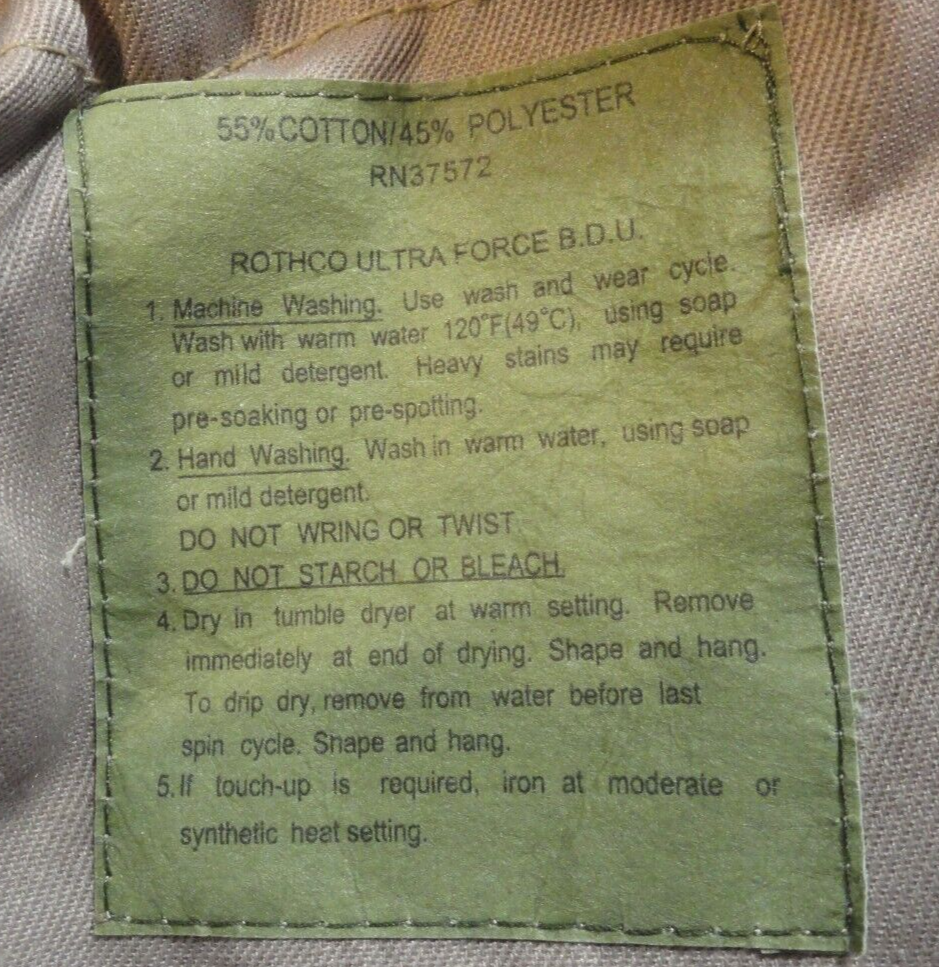 55%COTTON/45% POLYESTER
RN37572
ROTHCO ULTRA FORCE B.D.U.
1. Machine Washing. Use wash and wear cycle.
Wash with warm water 120°F(49°C), using soap
or mild detergent. Heavy stains may require
pre-soaking or pre-spotting.
2. Hand Washing. Wash in warm water, using soap
or mild detergent.
DO NOT WRING OR TWIST.
3. DO NOT STARCH OR BLEACH.
4. Dry in tumble dryer at warm setting. Remove
immediately at end of drying. Shape and hang.
To drip dry, remove from water before last
spin cycle. Shape and hang.
5. If touch-up is required, iron at moderate or
synthetic heat setting.